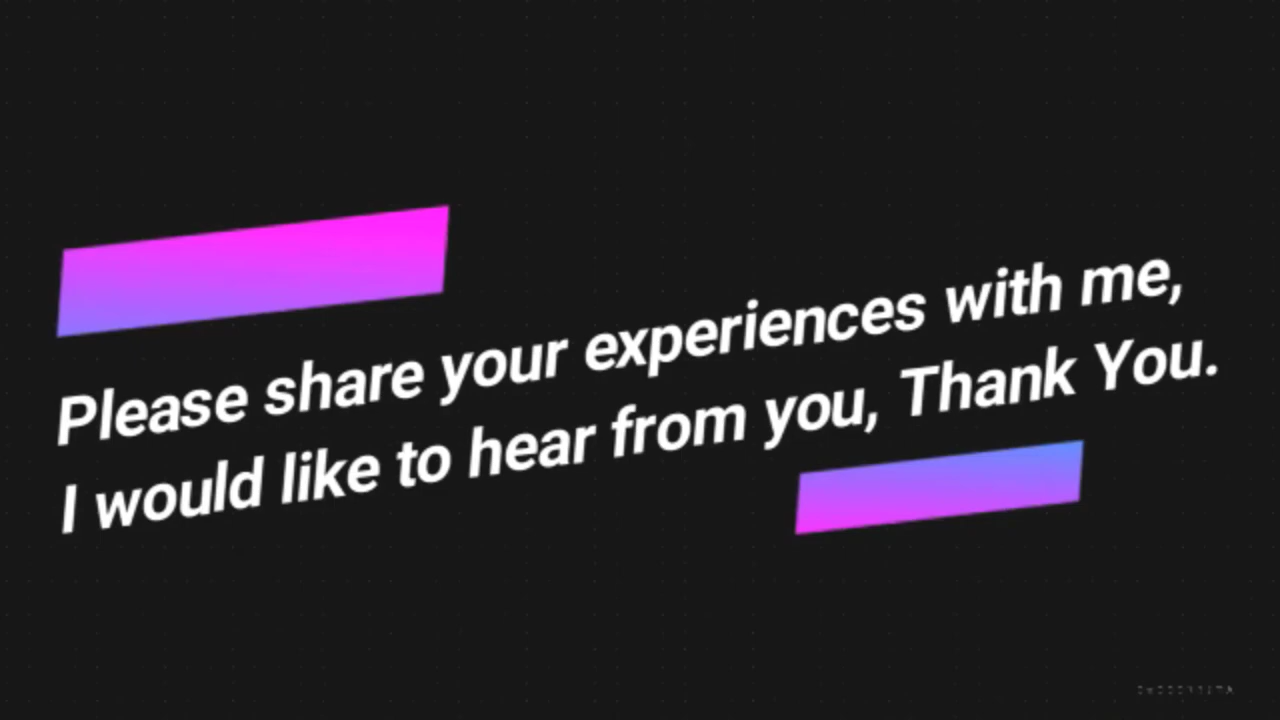 Please share your experiences with me,
I would like to hear from you, Thank You.